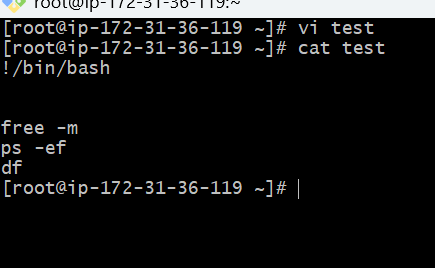 root@ip-172-31-36-119:~
[root@ip-172-31-36-119 ~]# vi test
[root@ip-172-31-36-119 ~]# cat test
!/bin/bash
free -m
ps -ef
df
[root@ip-172-31-36-119 ~]#